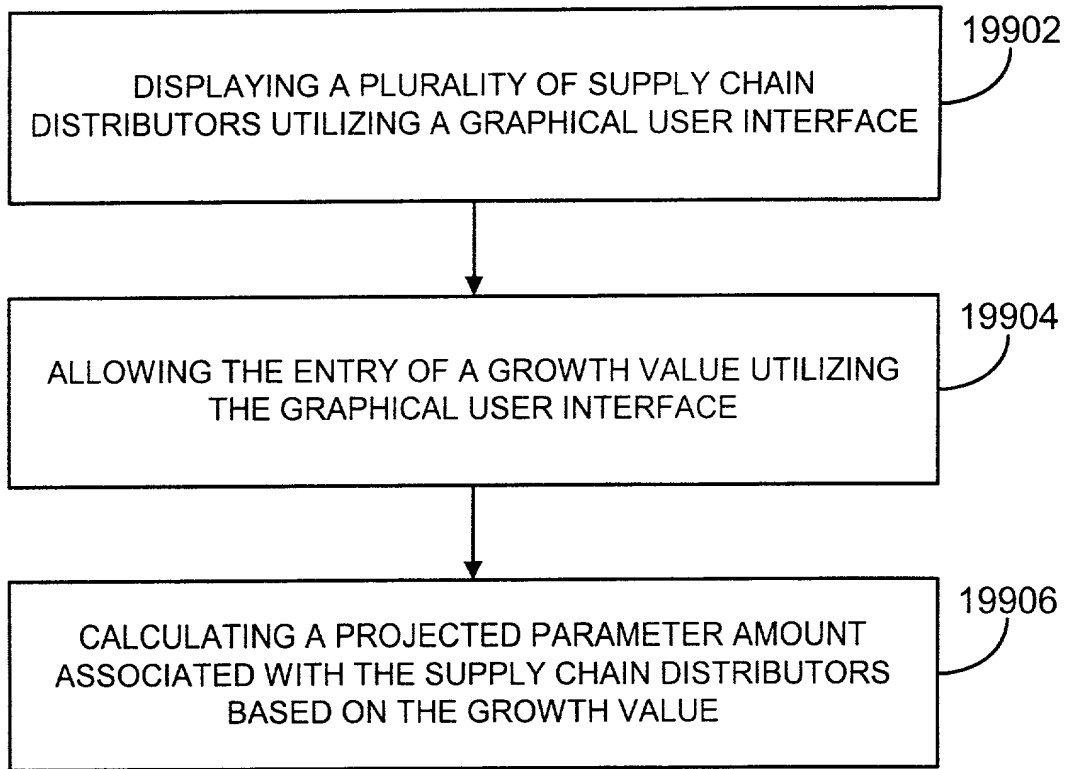 19902
DISPLAYING A PLURALITY OF SUPPLY CHAIN
DISTRIBUTORS UTILIZING A GRAPHICAL USER INTERFACE
19904
ALLOWING THE ENTRY OF A GROWTH VALUE UTILIZING
THE GRAPHICAL USER INTERFACE
19906
CALCULATING A PROJECTED PARAMETER AMOUNT
ASSOCIATED WITH THE SUPPLY CHAIN DISTRIBUTORS
BASED ON THE GROWTH VALUE